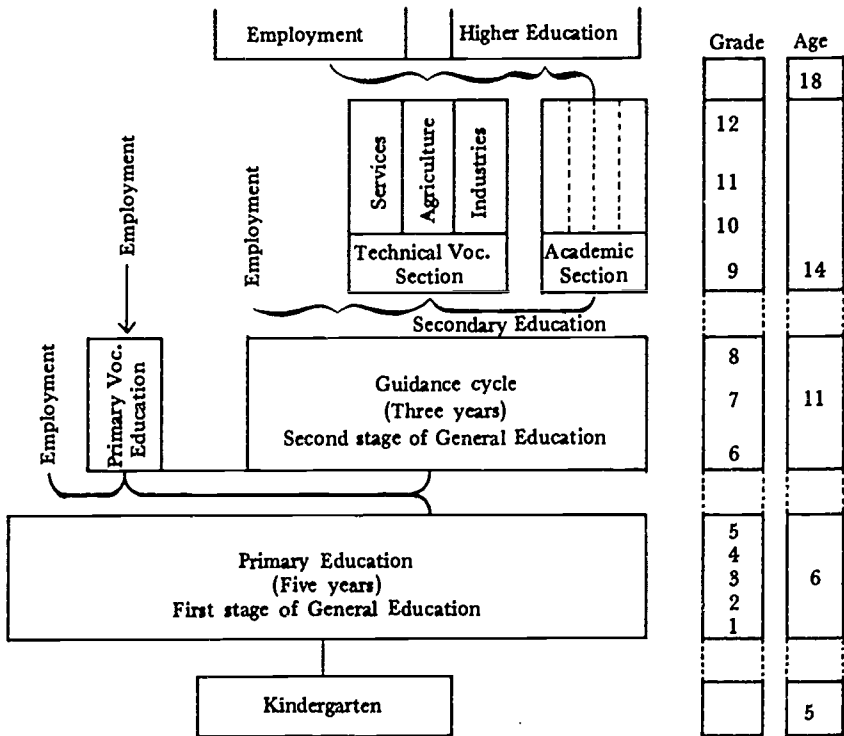 Employment
Higher Education
Grade
Age
18
Services
Agriculture
Industries
Technical Voc.
Section
Academic
Section
12
11
10
9
14
Employment
Employment
Secondary Education
Employment
Primary Voc.
Education
Guidance cycle
(Three years)
Second stage of General Education
8
7
6
11
Primary Education
(Five years)
First stage of General Education
5
4
3
2
1
6
Kindergarten
5